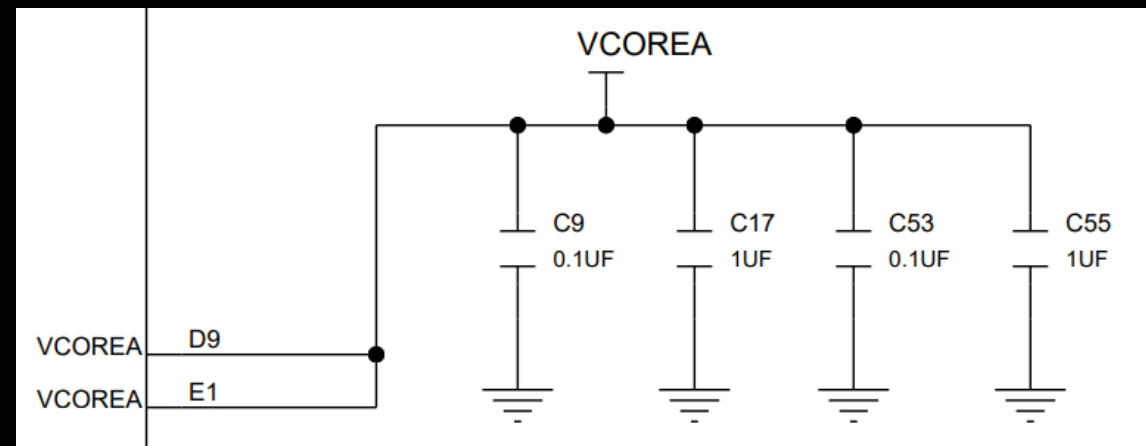 VCOREA
C9
0.1UF
C17
1UF
C53
0.1UF
C55
1UF
VCOREA D9
VCOREA E1